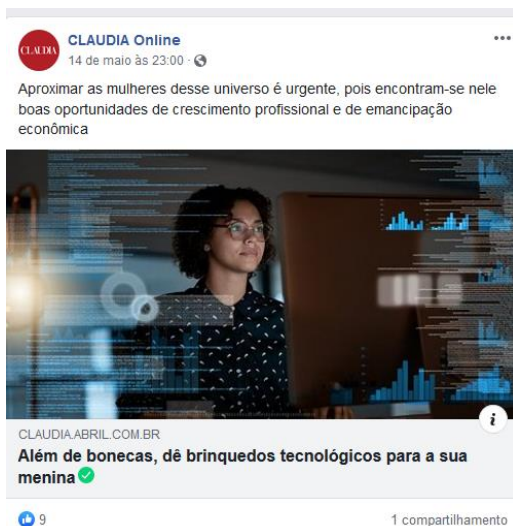 CLAUDIA
CLAUDIA Online
14 de maio às 23:00 ·
Aproximar as mulheres desse universo é urgente, pois encontram-se nele
boas oportunidades de crescimento profissional e de emancipação
econômica
i
CLAUDIA.ABRIL.COM.BR
Além de bonecas, dê brinquedos tecnológicos para a sua
menina
9
1 compartilhamento